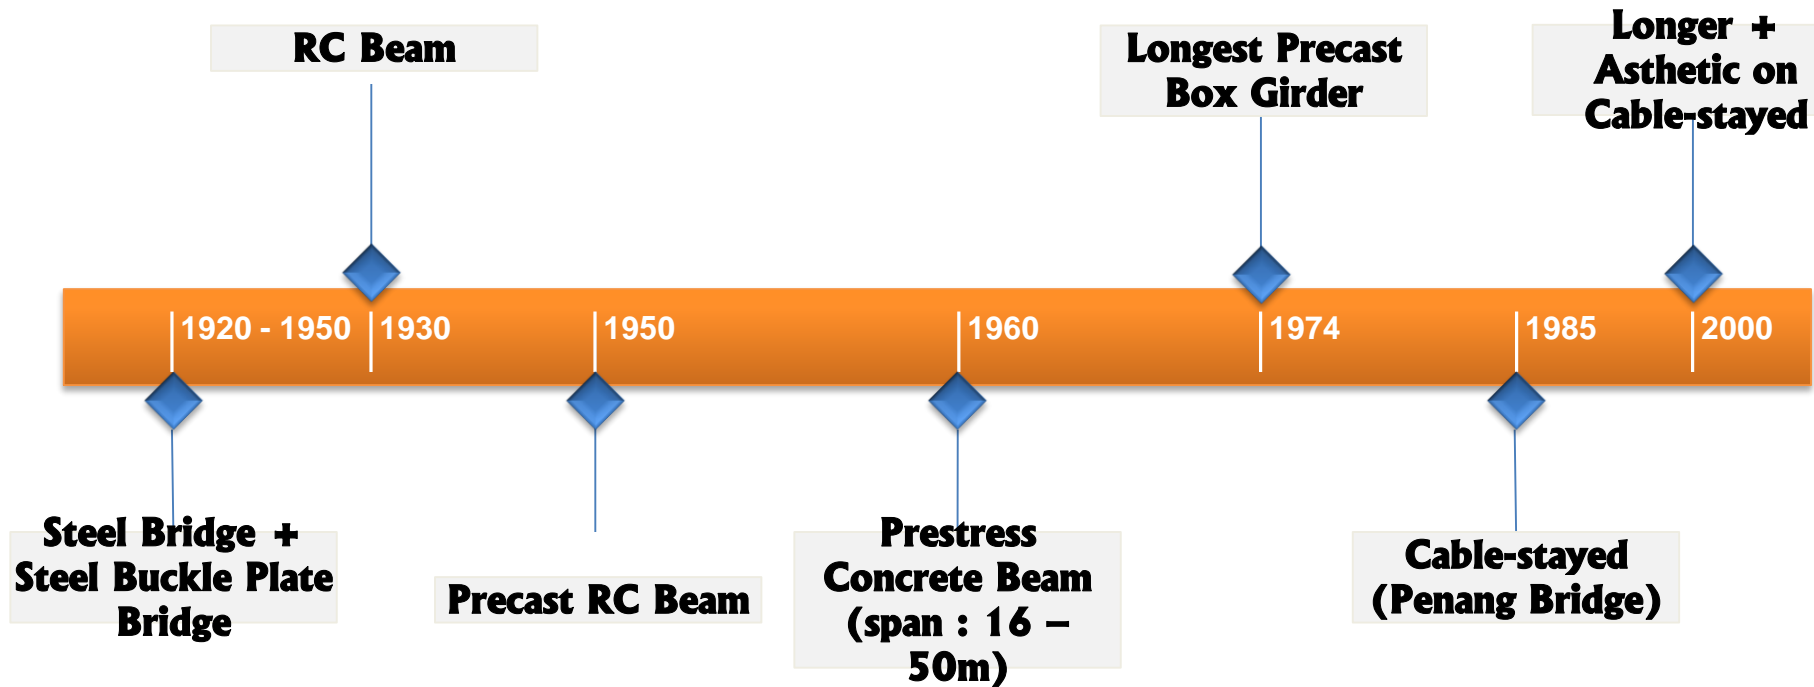 RC Beam
Longest Precast
Box Girder
Longer +
Asthetic on
Cable-stayed
1920 - 1950
1930
1950
1960
1974
1985
2000
Steel Bridge +
Steel Buckle Plate
Bridge
Precast RC Beam
Prestress
Concrete Beam
(span : 16 –
50m)
Cable-stayed
(Penang Bridge)